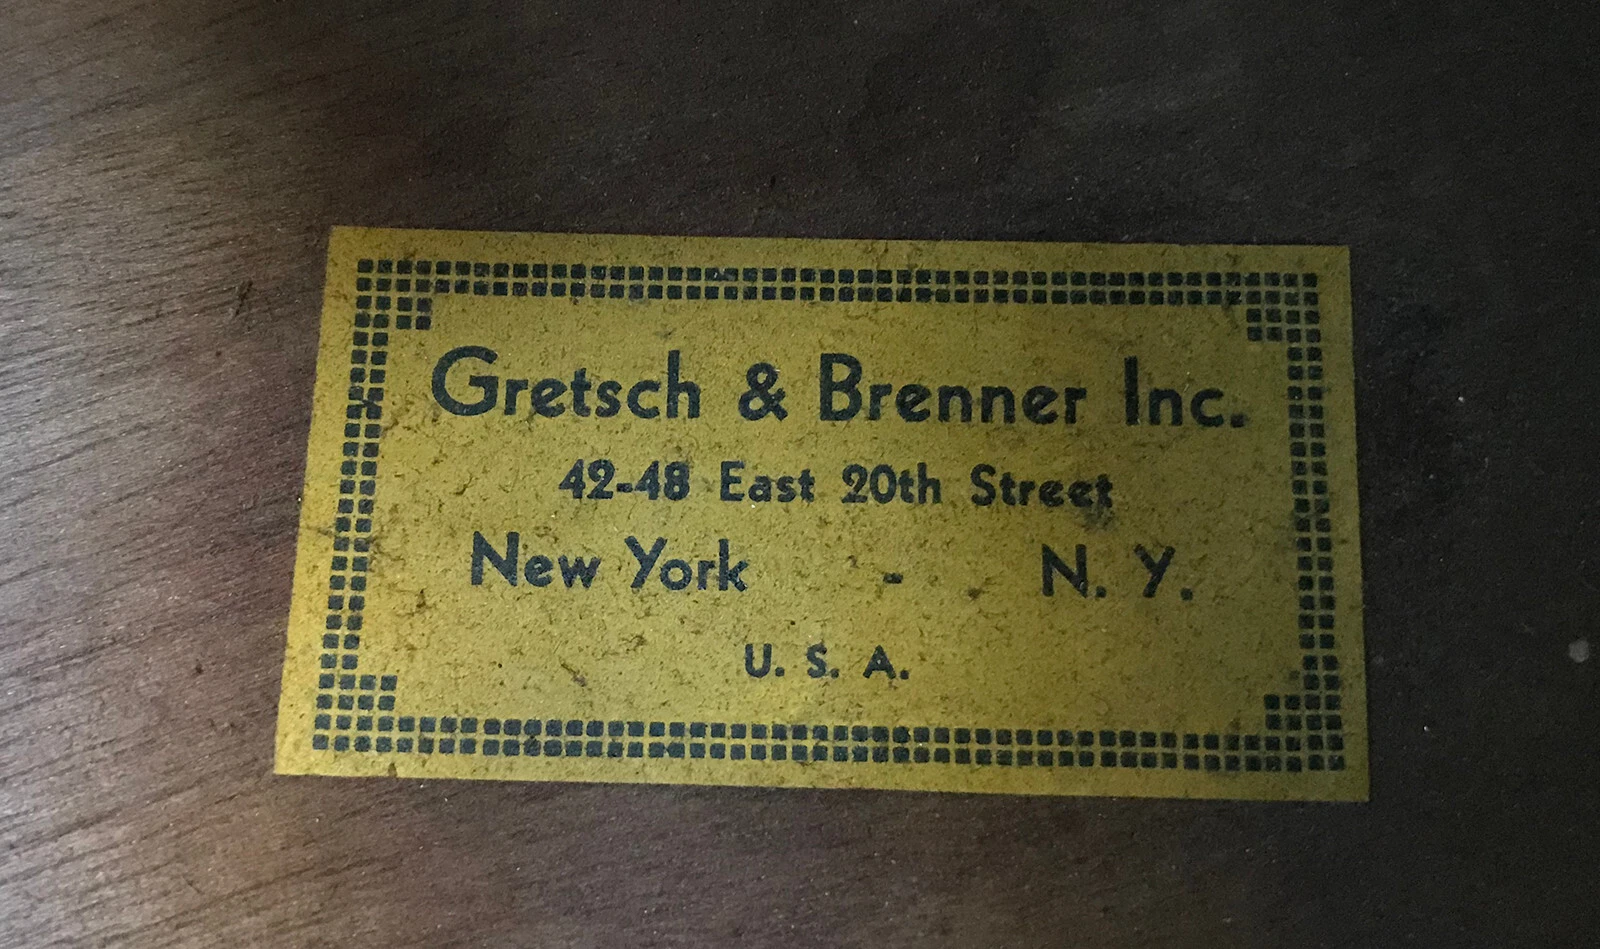 Gretsch & Brenner Inc.
42-48 East 20th Street
New York - N. Y.
U. S. A.